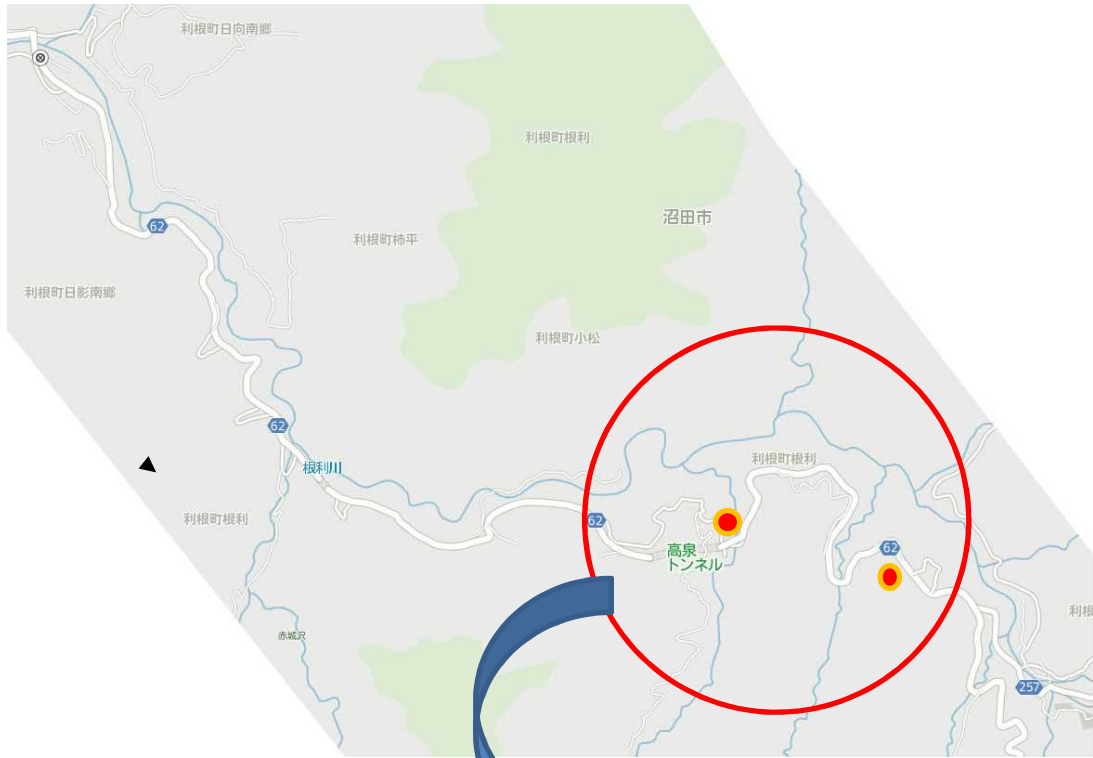 利根町日向南郷
利根町根利
沼田市
62
利根町柿平
利根町日影南郷
利根町小松
62
根利川
利根町根利
利根町根利
62
高泉
トンネル
62
利根
赤城沢
257